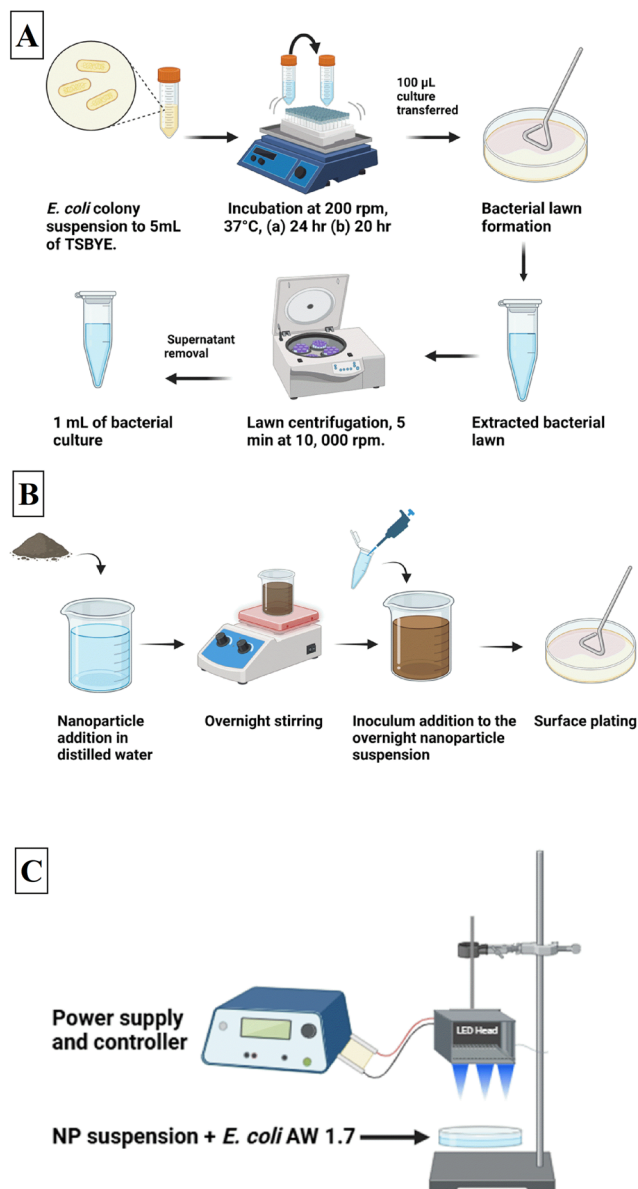 A
100 µL
culture
transferred
E. coli colony
suspension to 5mL
of TSBYE.
Incubation at 200 rpm,
37°C, (a) 24 hr (b) 20 hr
Bacterial lawn
formation
Supernatant
removal
1 mL of bacterial
culture
Lawn centrifugation, 5
min at 10, 000 rpm.
Extracted bacterial
lawn
B
Nanoparticle
addition in
distilled water
Overnight stirring
Inoculum addition to the
overnight nanoparticle
suspension
Surface plating
C
Power supply
and controller
LED Head
NP suspension + E. coli AW 1.7